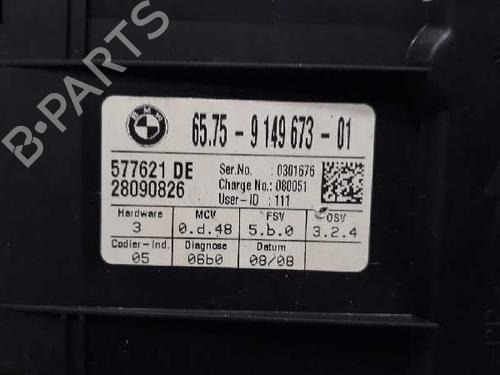 BMW
65.75 - 9 149 673 - 01
577621 DE
28090826
Ser.No. : 0301676
Charge No.: 080051
User-ID : 111
Hardware MCV FSV OSV
3 0.d.48 5.b.0 3.2.4
Codier-Ind. Diagnose Datum
05 06b0 08/08
B-PARTS